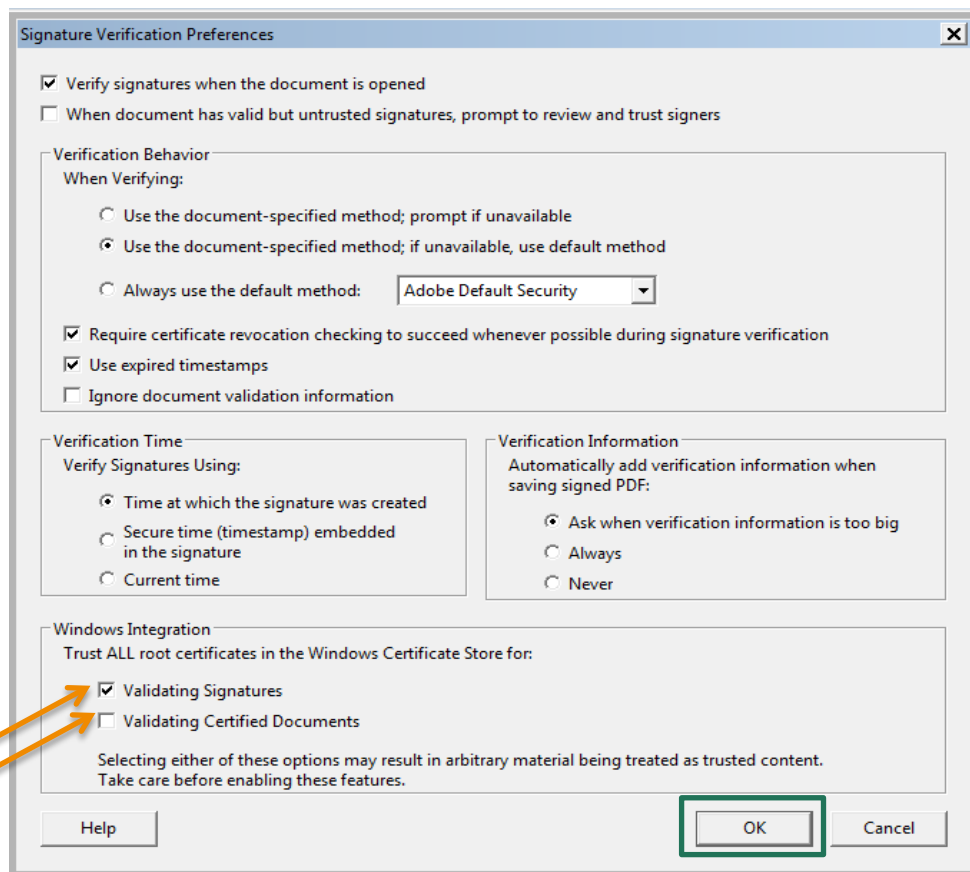 Signature Verification Preferences
Verify signatures when the document is opened
When document has valid but untrusted signatures, prompt to review and trust signers
Verification Behavior
When Verifying:
Use the document-specified method; prompt if unavailable
Use the document-specified method; if unavailable, use default method
Always use the default method: Adobe Default Security
Require certificate revocation checking to succeed whenever possible during signature verification
Use expired timestamps
Ignore document validation information
Verification Time
Verify Signatures Using:
Time at which the signature was created
Secure time (timestamp) embedded
in the signature
Current time
Verification Information
Automatically add verification information when
saving signed PDF:
Ask when verification information is too big
Always
Never
Windows Integration
Trust ALL root certificates in the Windows Certificate Store for:
Validating Signatures
Validating Certified Documents
Selecting either of these options may result in arbitrary material being treated as trusted content.
Take care before enabling these features.
Help OK Cancel